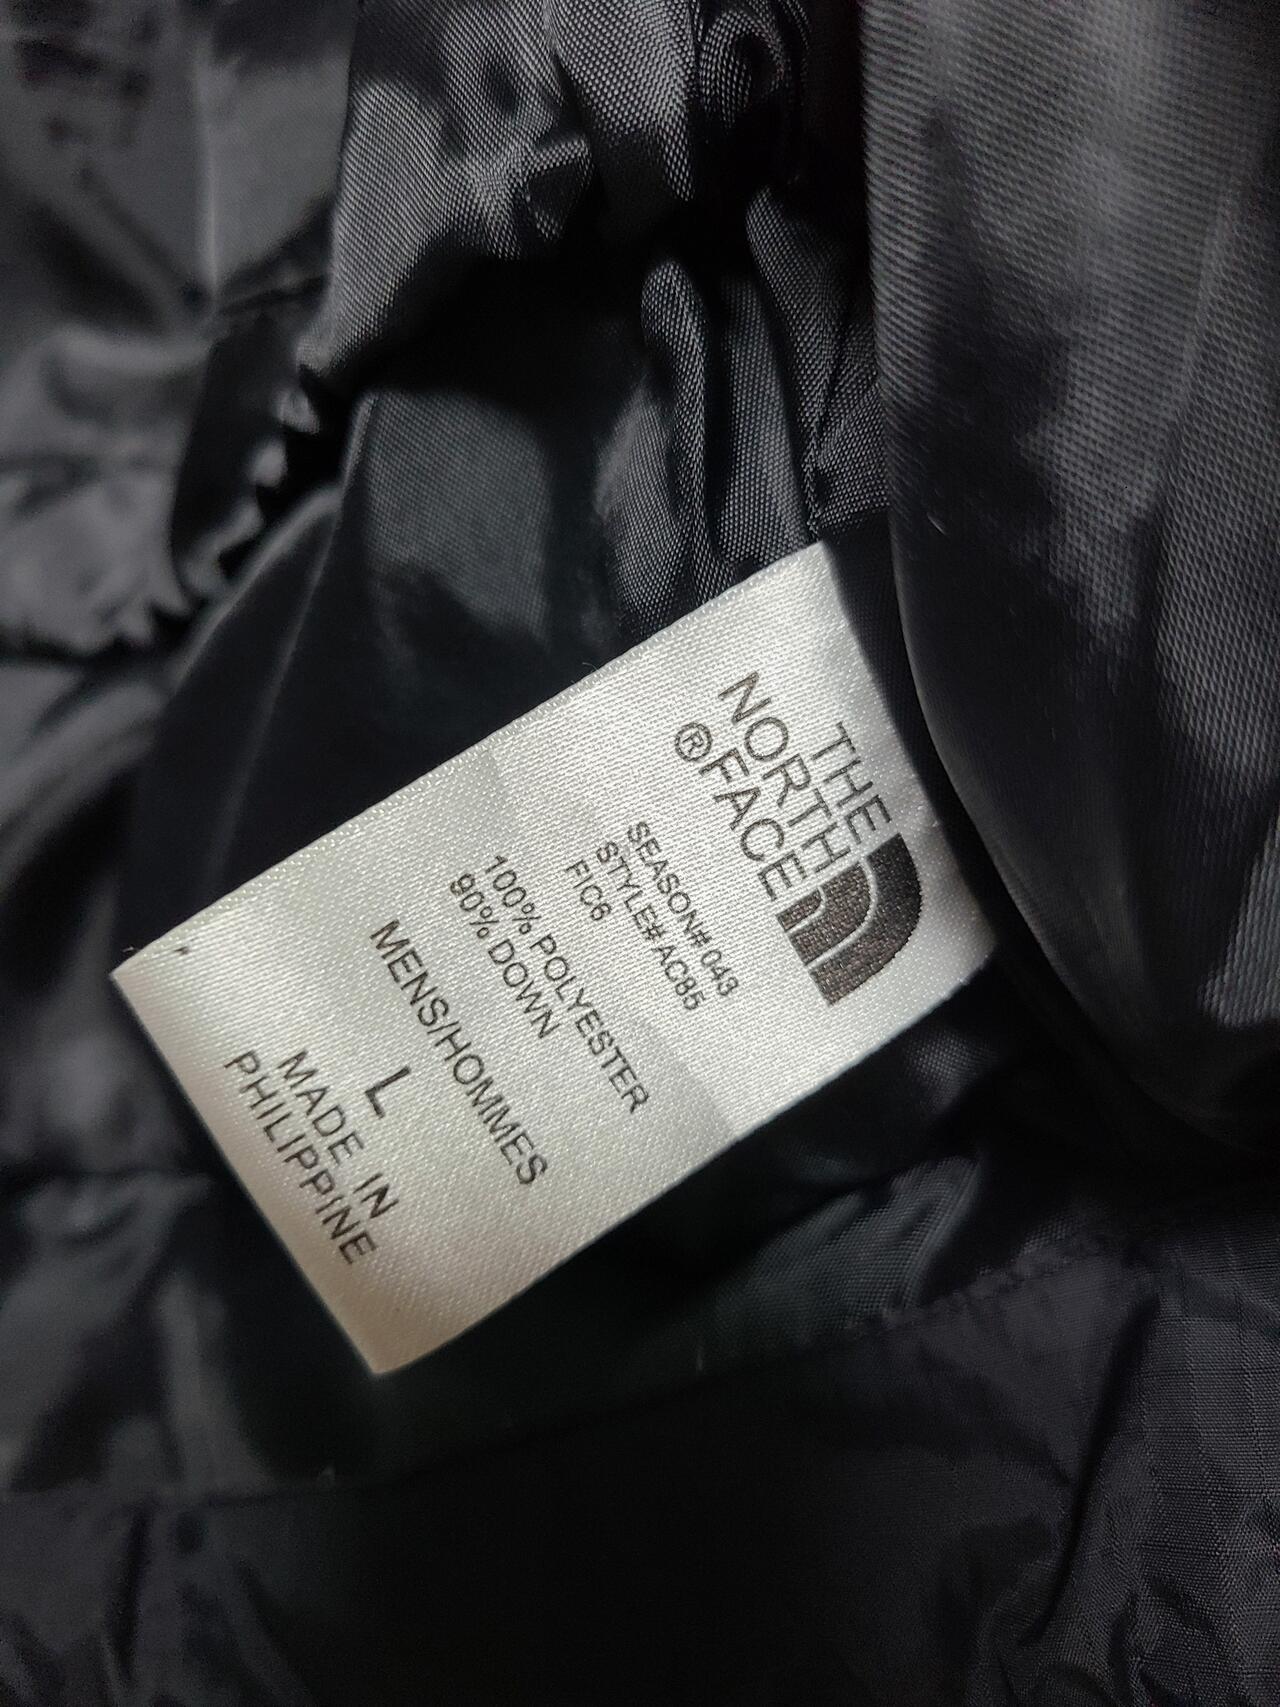 THE
NORTH
®FACE
SEASON#043
STYLE#AC85
FIC6
100% POLYESTER
90% DOWN
MENS/HOMMES
L
MADE IN
PHILIPPINE